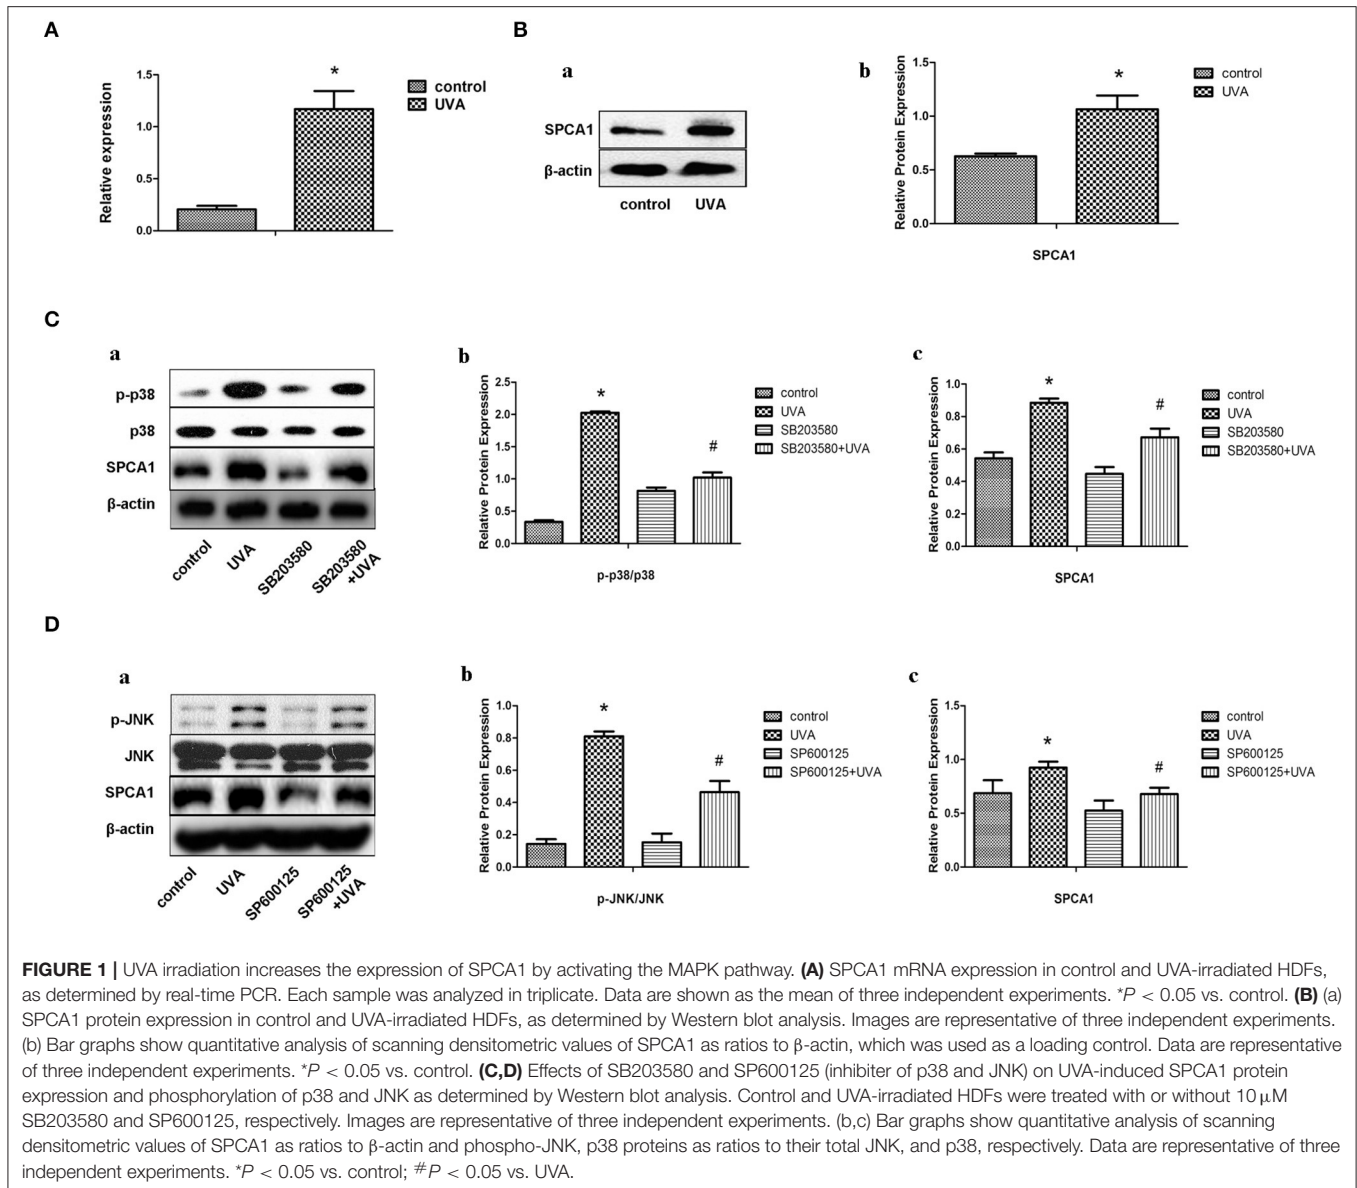 A
B
Relative expression
1.5
1.0
0.5
0.0
*
control
UVA
a
SPCA1
β-actin
control UVA
b
Relative Protein Expression
1.5
1.0
0.5
0.0
*
control
UVA
SPCA1
C
a
p-p38
p38
SPCA1
β-actin
control UVA SB203580 SB203580
+UVA
b
Relative Protein Expression
2.5
2.0
1.5
1.0
0.5
0.0
*
#
control
UVA
SB203580
SB203580+UVA
p-p38/p38
c
Relative Protein Expression
1.0
0.8
0.6
0.4
0.2
0.0
*
#
control
UVA
SB203580
SB203580+UVA
SPCA1
D
a
p-JNK
JNK
SPCA1
β-actin
control UVA SP600125 SP600125
+UVA
b
Relative Protein Expression
1.0
0.8
0.6
0.4
0.2
0.0
*
#
control
UVA
SP600125
SP600125+UVA
p-JNK/JNK
c
Relative Protein Expression
1.5
1.0
0.5
0.0
*
#
control
UVA
SP600125
SP600125+UVA
SPCA1
FIGURE 1 | UVA irradiation increases the expression of SPCA1 by activating the MAPK pathway. (A) SPCA1 mRNA expression in control and UVA-irradiated HDFs,
as determined by real-time PCR. Each sample was analyzed in triplicate. Data are shown as the mean of three independent experiments. *P < 0.05 vs. control. (B) (a)
SPCA1 protein expression in control and UVA-irradiated HDFs, as determined by Western blot analysis. Images are representative of three independent experiments.
(b) Bar graphs show quantitative analysis of scanning densitometric values of SPCA1 as ratios to β-actin, which was used as a loading control. Data are representative
of three independent experiments. *P < 0.05 vs. control. (C,D) Effects of SB203580 and SP600125 (inhibiter of p38 and JNK) on UVA-induced SPCA1 protein
expression and phosphorylation of p38 and JNK as determined by Western blot analysis. Control and UVA-irradiated HDFs were treated with or without 10 μM
SB203580 and SP600125, respectively. Images are representative of three independent experiments. (b,c) Bar graphs show quantitative analysis of scanning
densitometric values of SPCA1 as ratios to β-actin and phospho-JNK, p38 proteins as ratios to their total JNK, and p38, respectively. Data are representative of three
independent experiments. *P < 0.05 vs. control; #P < 0.05 vs. UVA.